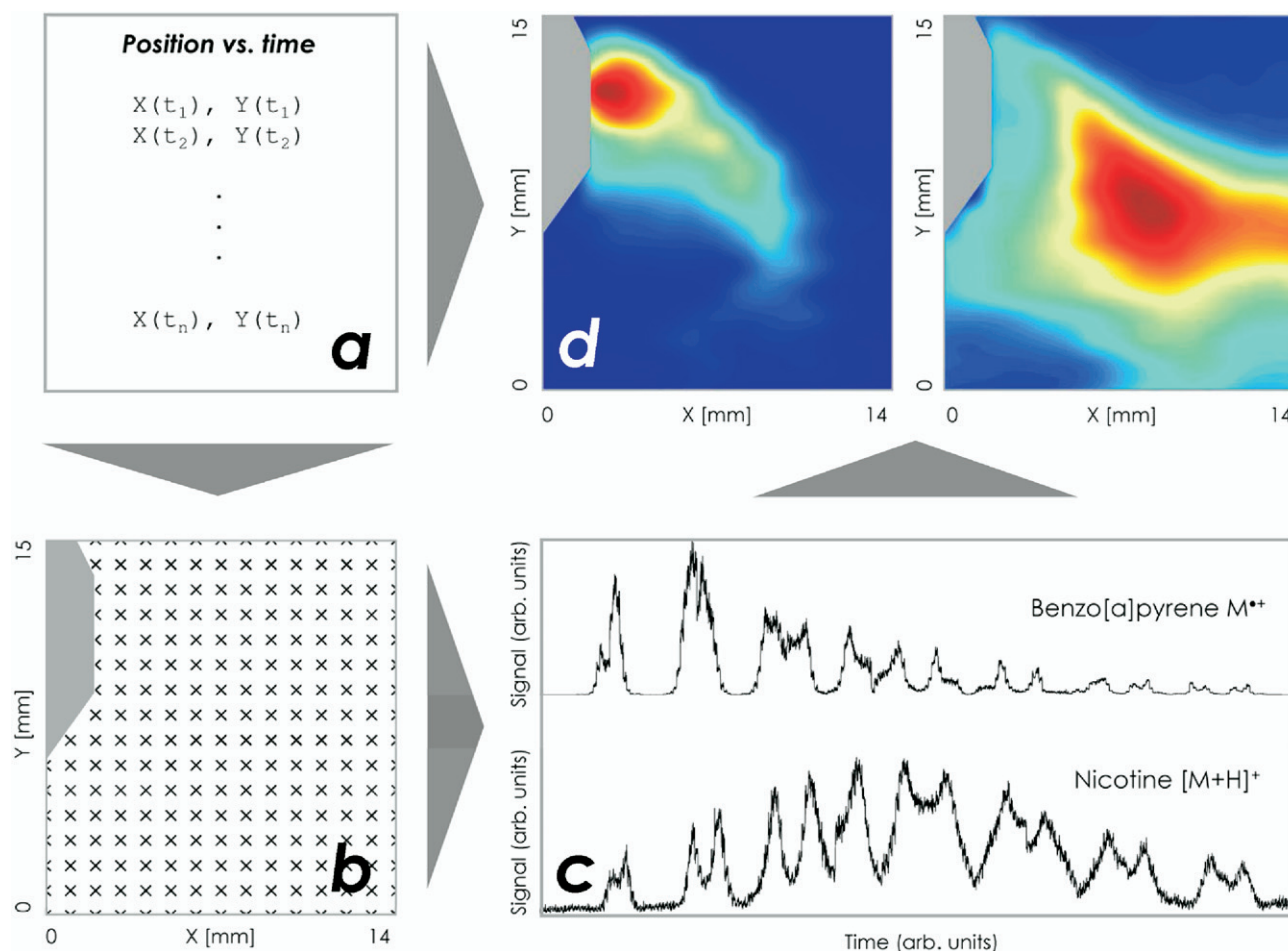 Position vs. time
X(t₁), Y(t₁)
X(t₂), Y(t₂)
.
.
.
X(tₙ), Y(tₙ)
a
15
Y [mm]
0
0
X [mm]
14
d
15
Y [mm]
0
0
X [mm]
14
15
Y [mm]
0
0
X [mm]
14
b
Signal (arb. units)
Benzo[a]pyrene M•+
Signal (arb. units)
Nicotine [M+H]+
c
Time (arb. units)